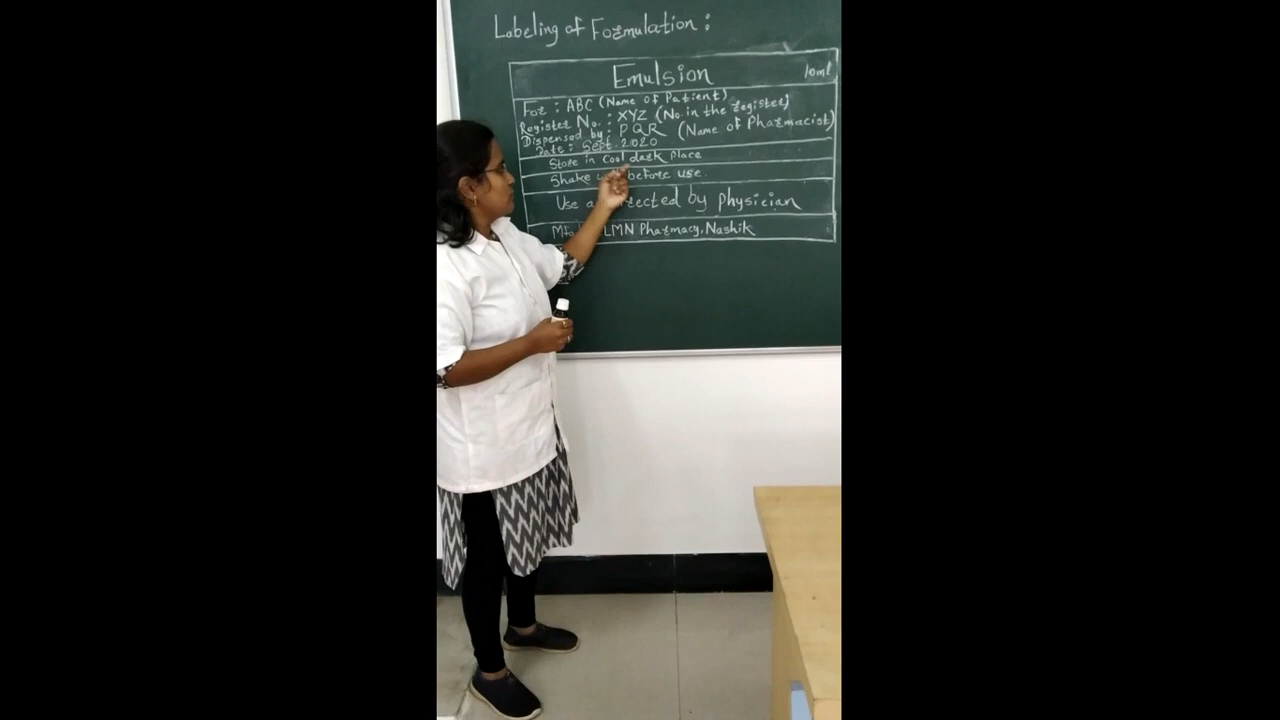 Labeling of Formulation :
Emulsion 10ml
For : ABC (Name of Patient)
Register No. : XYZ (No. in the register)
Dispensed by : PQR (Name of Pharmacist)
Date : Sept. 2020
Store in cool dark place
Shake before use.
Use by physician
LMN Pharmacy, Nashik